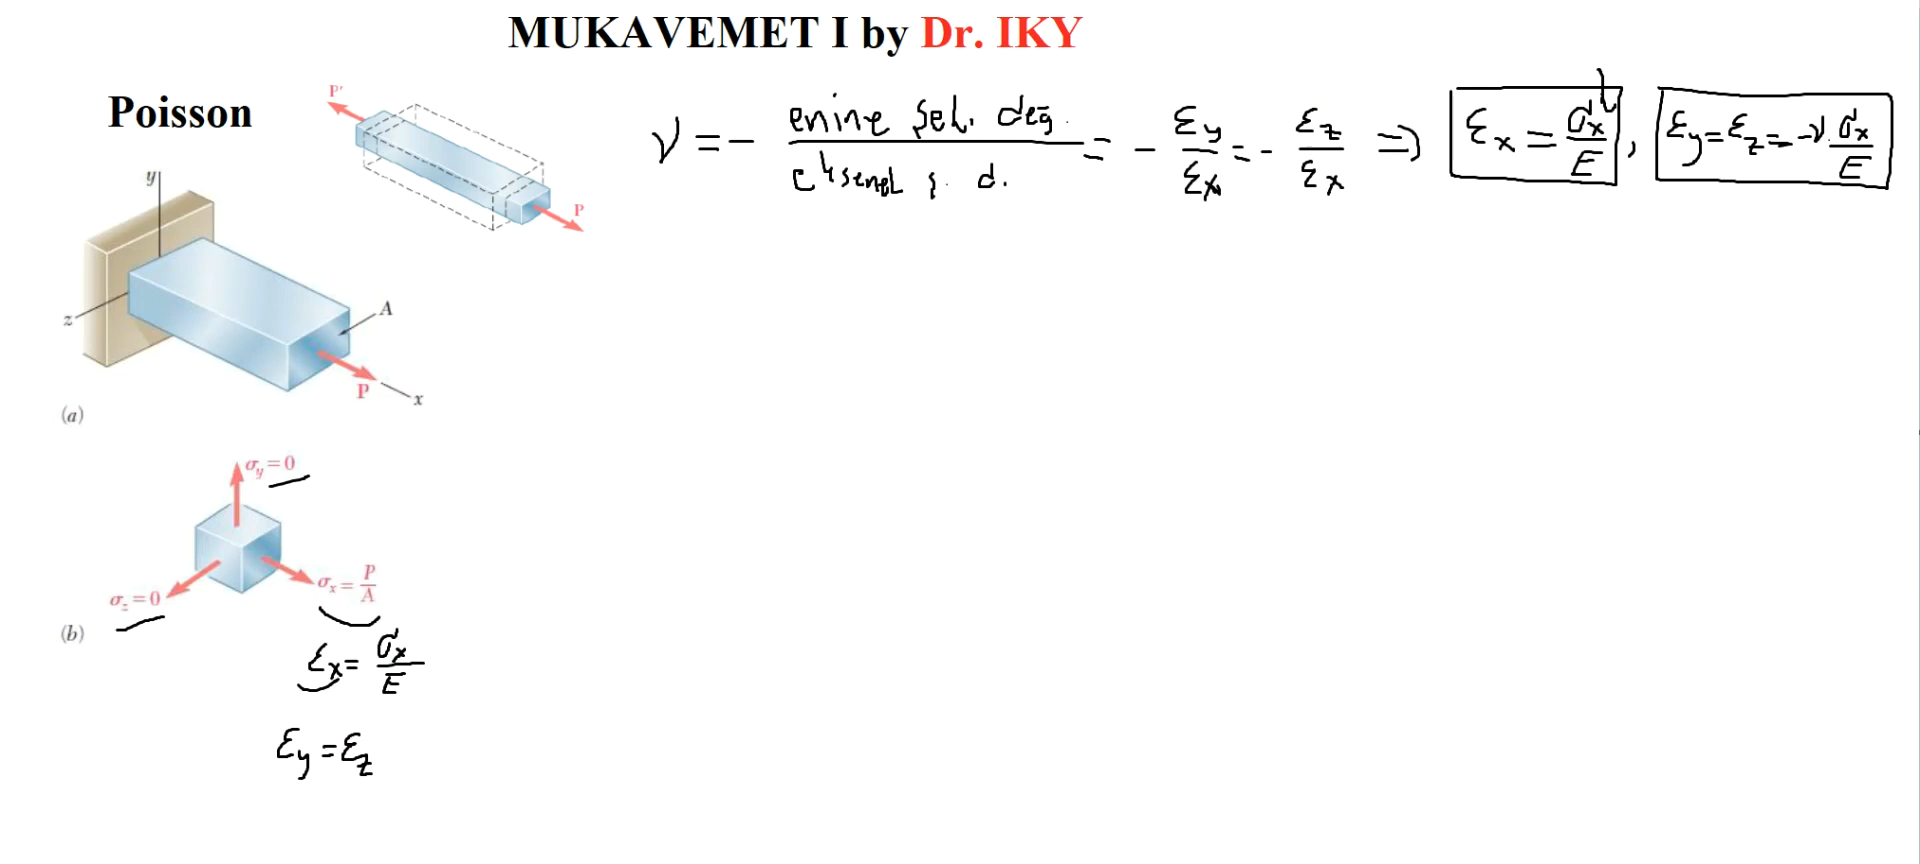 MUKAVEMET I by Dr. IKY
Poisson
P'
P
ν = - enine şek. değ. / eksenel ş. d. = - εy / εx = - εz / εx ⇒ εx = σx / E , εy = εz = -ν · σx / E
y
z
A
P
x
(a)
σy = 0
σx = P / A
σz = 0
(b)
εx = σx / E
εy = εz